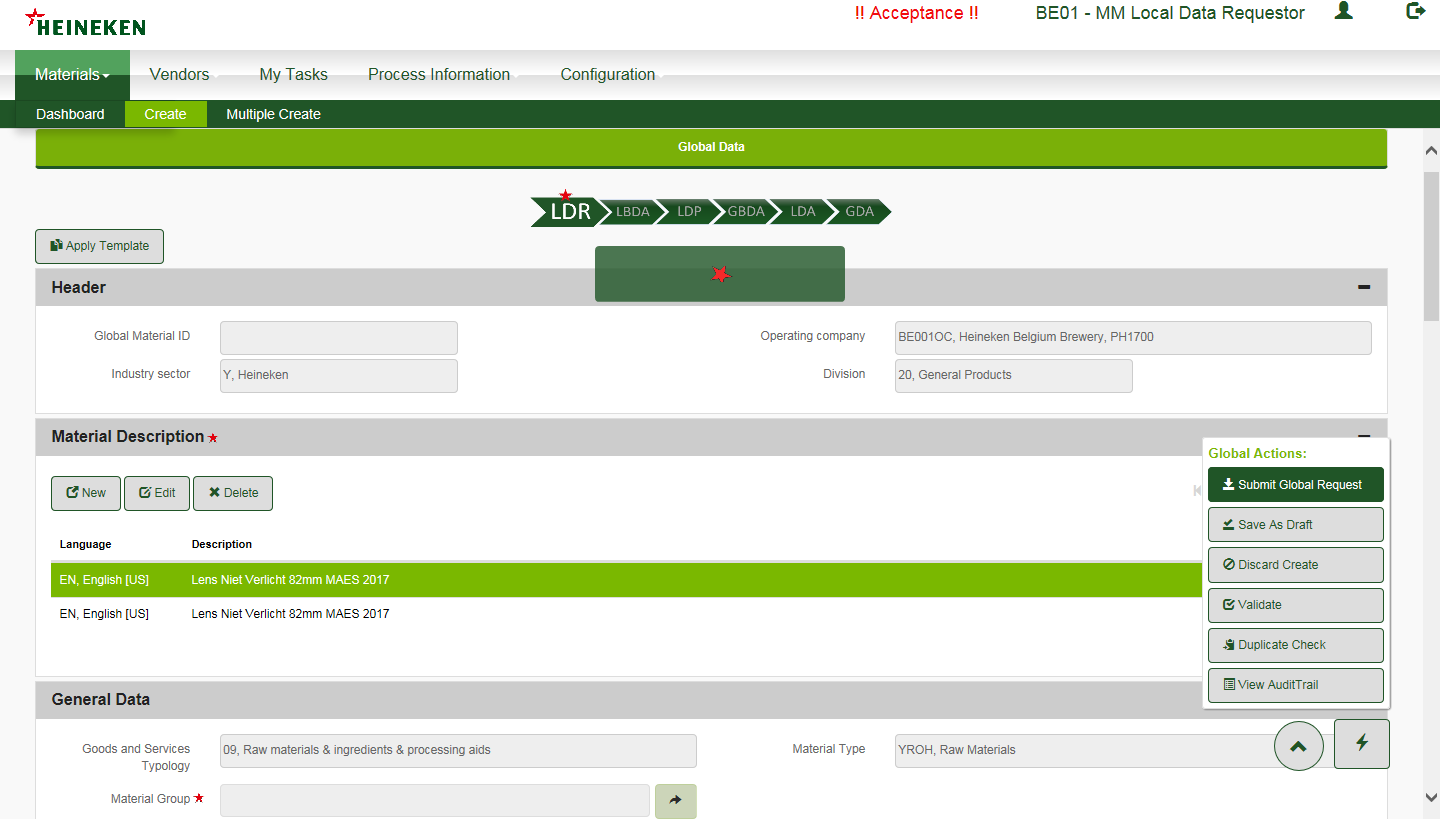 HEINEKEN
!! Acceptance !!
BE01 - MM Local Data Requestor
Materials
Vendors
My Tasks
Process Information
Configuration
Dashboard
Create
Multiple Create
Global Data
LDR
LBDA
LDP
GBDA
LDA
GDA
Apply Template
Header
Global Material ID
Operating company
BE001OC, Heineken Belgium Brewery, PH1700
Industry sector
Y, Heineken
Division
20, General Products
Material Description
New
Edit
Delete
Language
Description
EN, English [US]
Lens Niet Verlicht 82mm MAES 2017
EN, English [US]
Lens Niet Verlicht 82mm MAES 2017
Global Actions:
Submit Global Request
Save As Draft
Discard Create
Validate
Duplicate Check
View AuditTrail
General Data
Goods and Services
Typology
09, Raw materials & ingredients & processing aids
Material Type
YROH, Raw Materials
Material Group